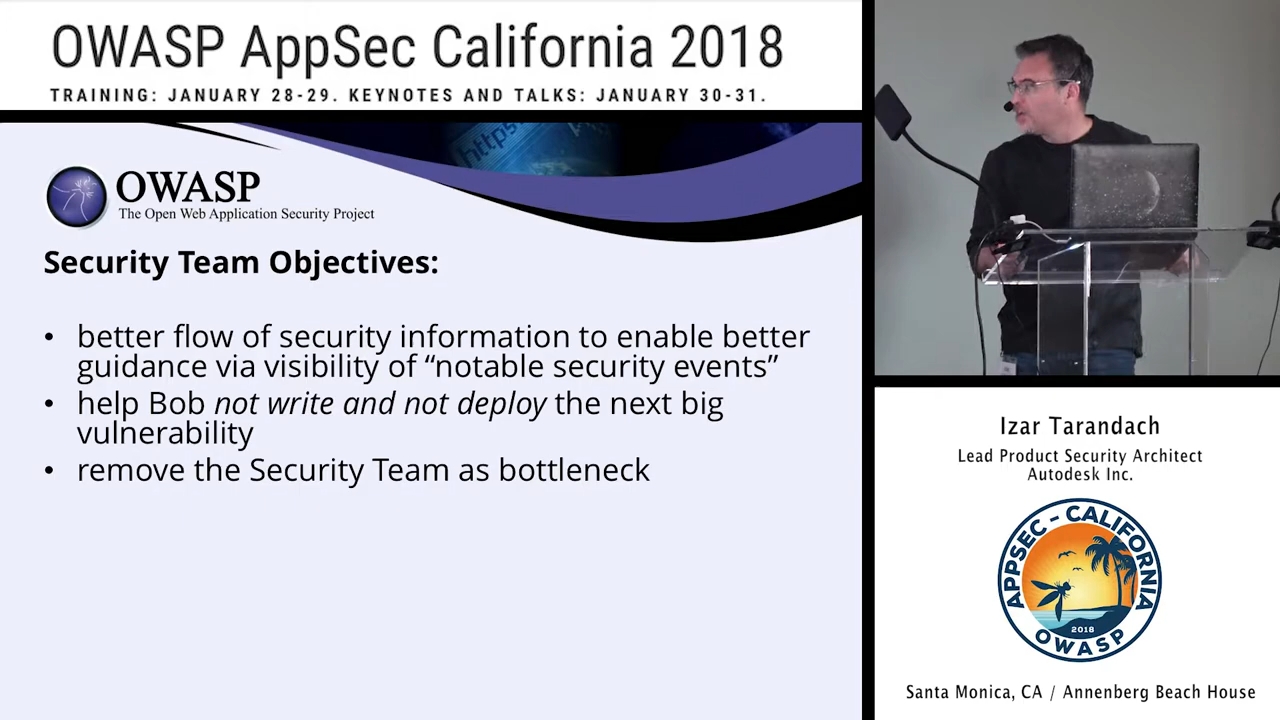 OWASP AppSec California 2018
TRAINING: JANUARY 28-29. KEYNOTES AND TALKS: JANUARY 30-31.
https
OWASP
The Open Web Application Security Project
Security Team Objectives:
• better flow of security information to enable better
guidance via visibility of “notable security events”
• help Bob not write and not deploy the next big
vulnerability
• remove the Security Team as bottleneck
Izar Tarandach
Lead Product Security Architect
Autodesk Inc.
APPSEC - CALIFORNIA
2018
OWASP
Santa Monica, CA / Annenberg Beach House